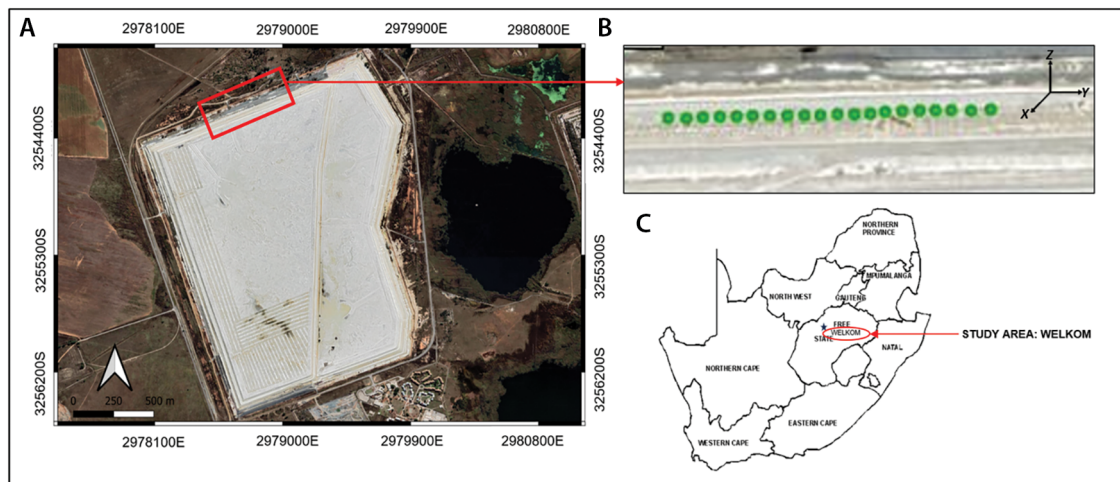 A
2978100E
2979000E
2979900E
2980800E
3254400S
3255300S
3256200S
3254400S
3255300S
3256200S
0
250
500 m
2978100E
2979000E
2979900E
2980800E
B
Z
Y
X
C
NORTHERN
PROVINCE
MPUMALANGA
NORTH WEST
GAUTENG
FREE
WELKOM
STATE
NATAL
STUDY AREA: WELKOM
NORTHERN CAPE
EASTERN CAPE
WESTERN CAPE